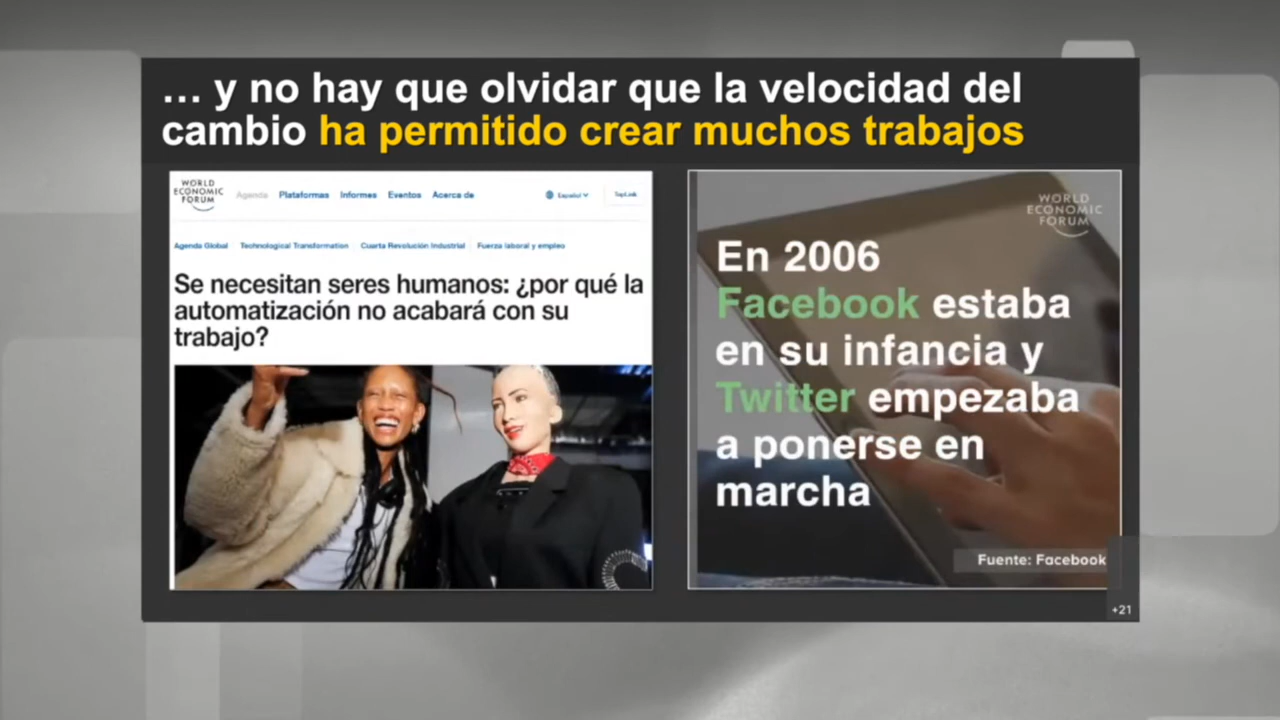 ... y no hay que olvidar que la velocidad del
cambio ha permitido crear muchos trabajos
WORLD
ECONOMIC
FORUM
Agenda Plataformas Informes Eventos Acerca de Español TopLink
Agenda Global Technological Transformation Cuarta Revolución Industrial Fuerza laboral y empleo
Se necesitan seres humanos: ¿por qué la
automatización no acabará con su
trabajo?
WORLD
ECONOMIC
FORUM
En 2006
Facebook estaba
en su infancia y
Twitter empezaba
a ponerse en
marcha
Fuente: Facebook
+21